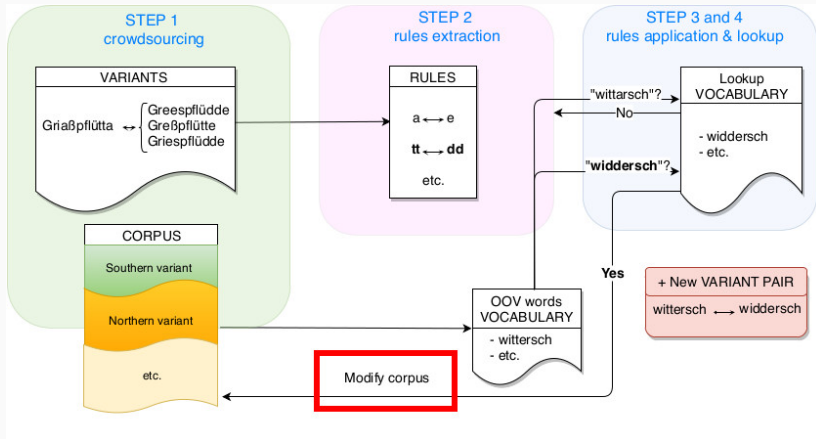 STEP 1
crowdsourcing
VARIANTS
Griaßpflütta ↔
Greespflüdde
Greßpflütte
Griespflüdde
CORPUS
Southern variant
Northern variant
etc.
STEP 2
rules extraction
RULES
a ↔ e
tt ↔ dd
etc.
STEP 3 and 4
rules application & lookup
"wittarsch"?
No
"widdersch"?
Lookup
VOCABULARY
- widdersch
- etc.
Yes
OOV words
VOCABULARY
- wittersch
- etc.
+ New VARIANT PAIR
wittersch ↔ widdersch
Modify corpus